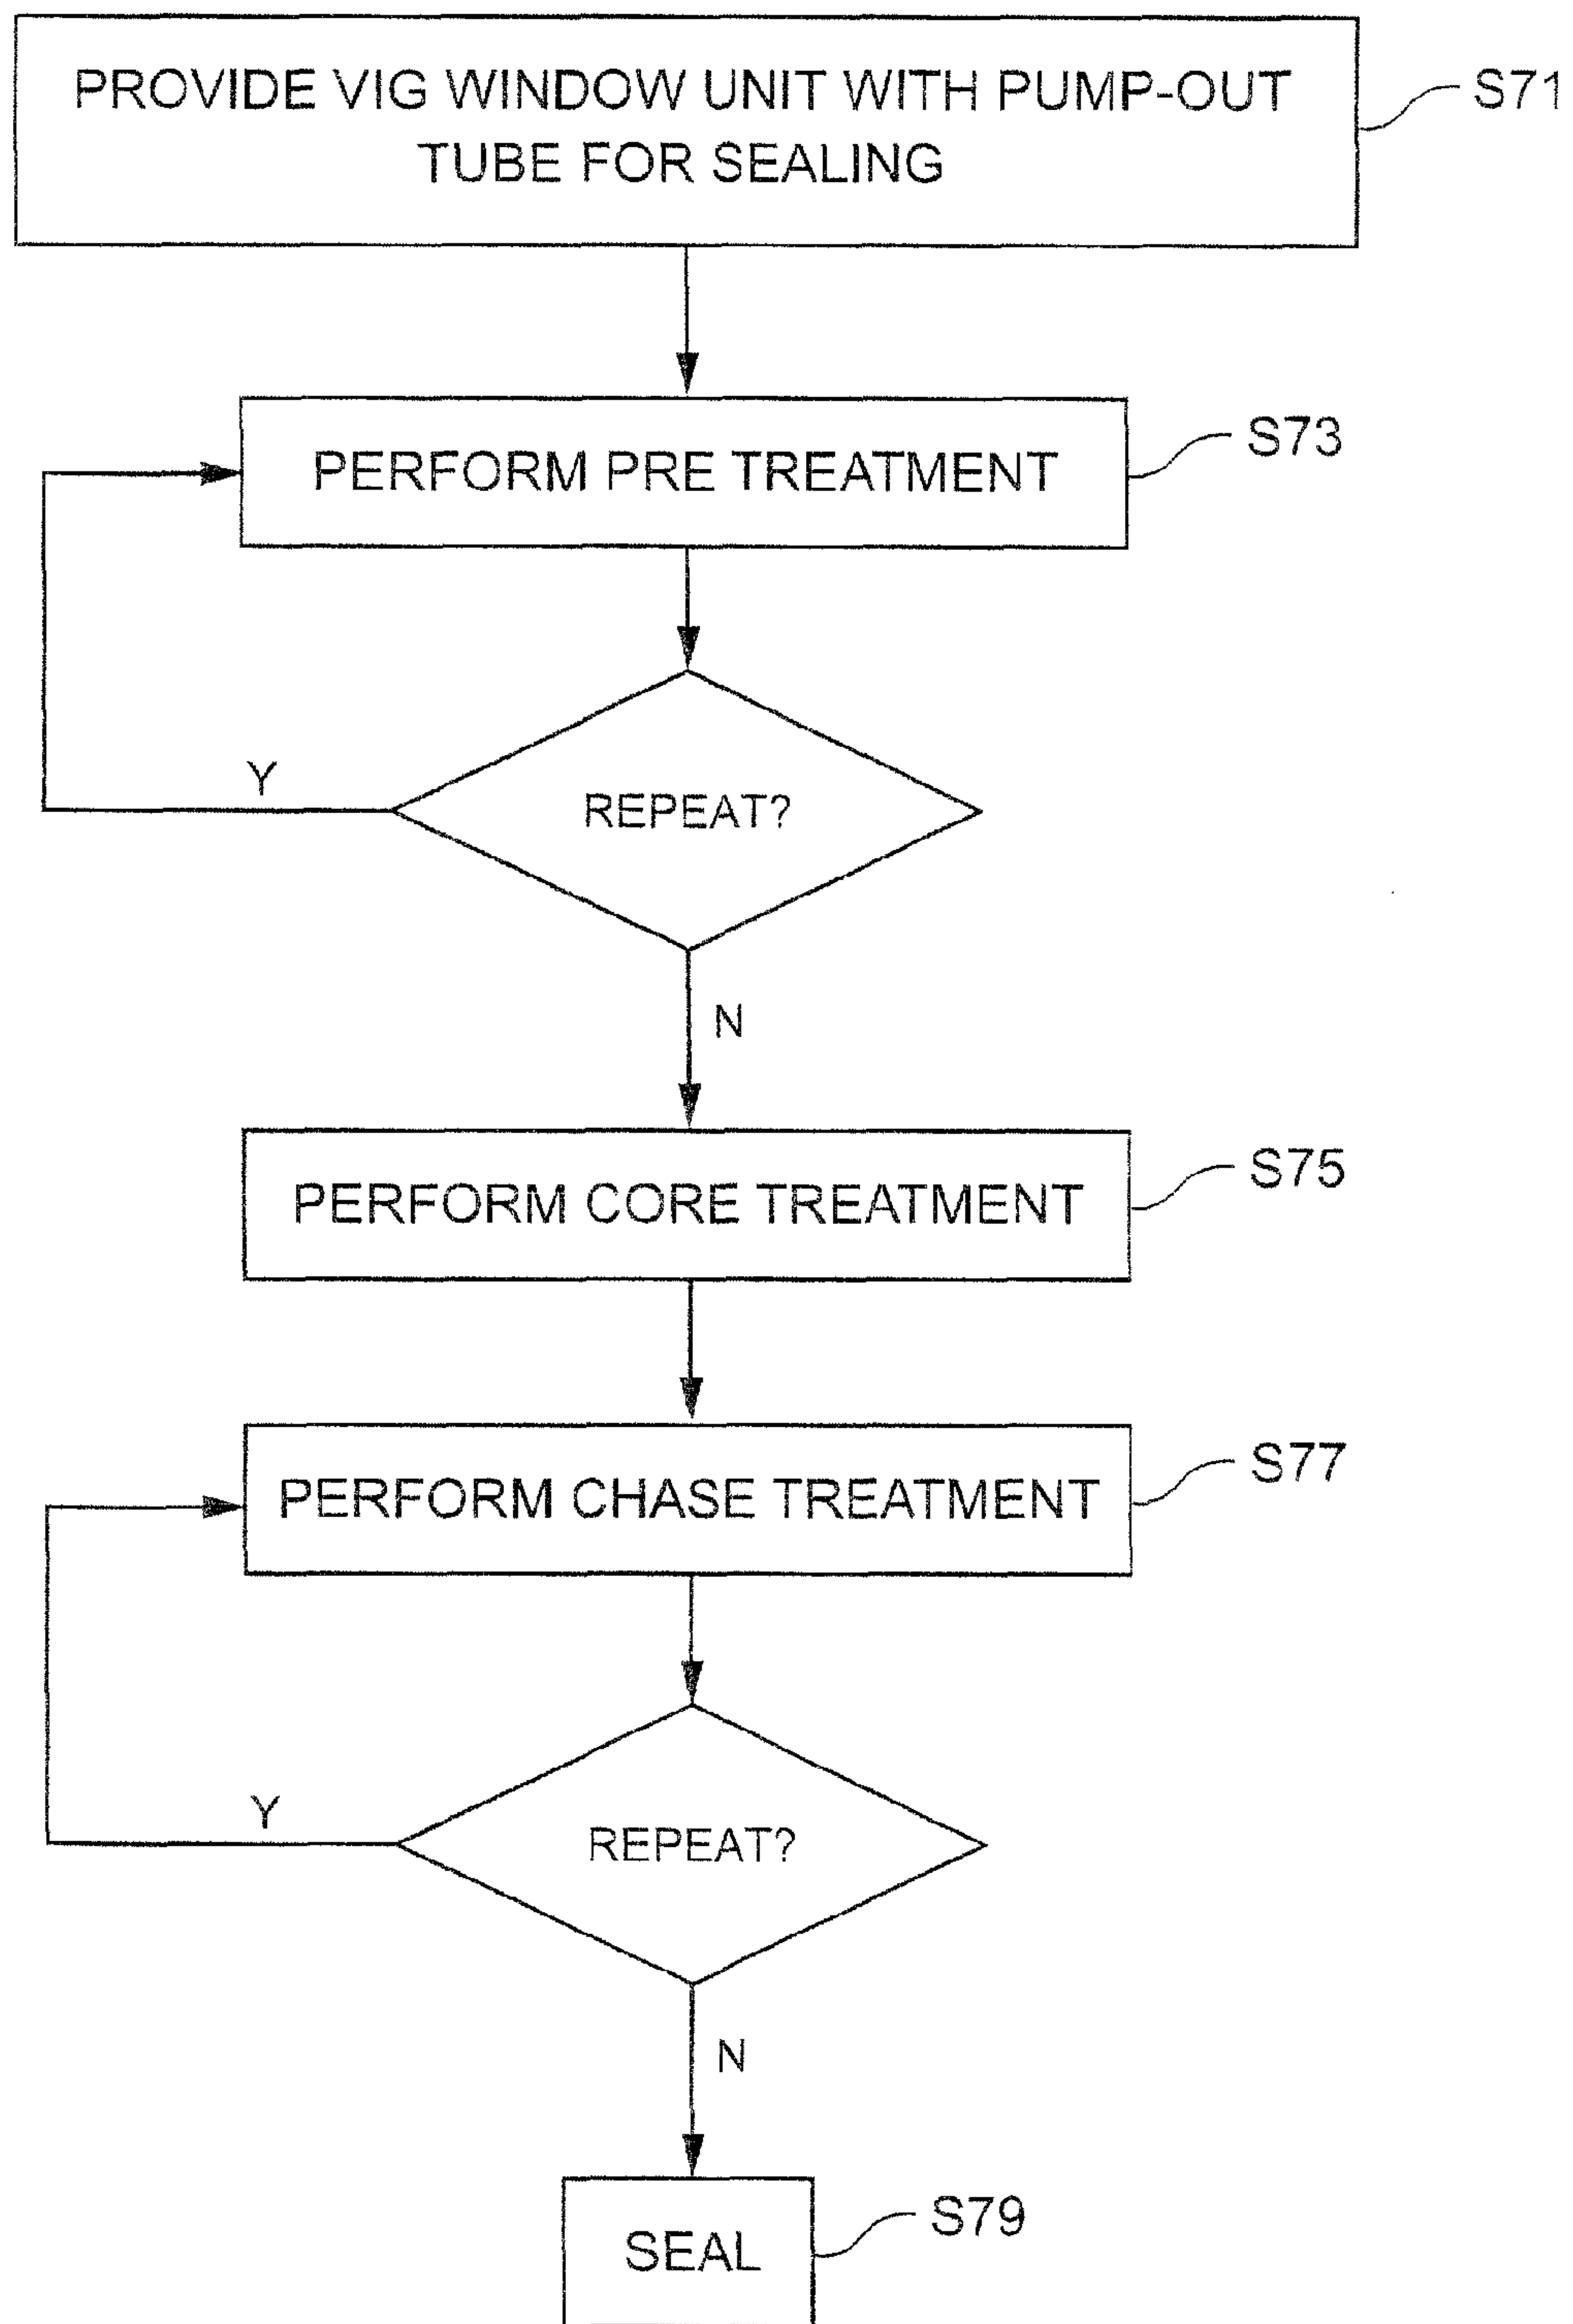 PROVIDE VIG WINDOW UNIT WITH PUMP-OUT
TUBE FOR SEALING
S71
PERFORM PRE TREATMENT
S73
Y
REPEAT?
N
PERFORM CORE TREATMENT
S75
PERFORM CHASE TREATMENT
S77
Y
REPEAT?
N
SEAL
S79